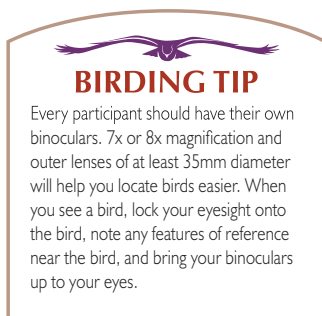 BIRDING TIP
Every participant should have their own
binoculars. 7x or 8x magnification and
outer lenses of at least 35mm diameter
will help you locate birds easier. When
you see a bird, lock your eyesight onto
the bird, note any features of reference
near the bird, and bring your binoculars
up to your eyes.